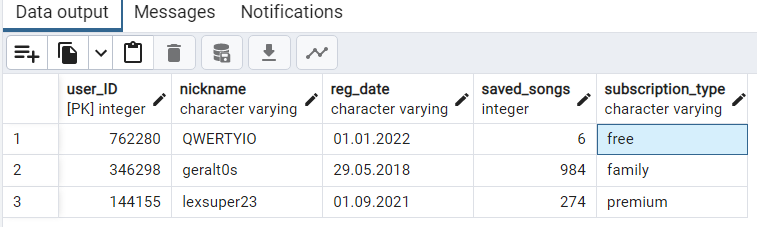 Data output Messages Notifications
user_ID nickname reg_date saved_songs subscription_type
[PK] integer character varying character varying integer character varying
1 762280 QWERTYIO 01.01.2022 6 free
2 346298 geralt0s 29.05.2018 984 family
3 144155 lexsuper23 01.09.2021 274 premium